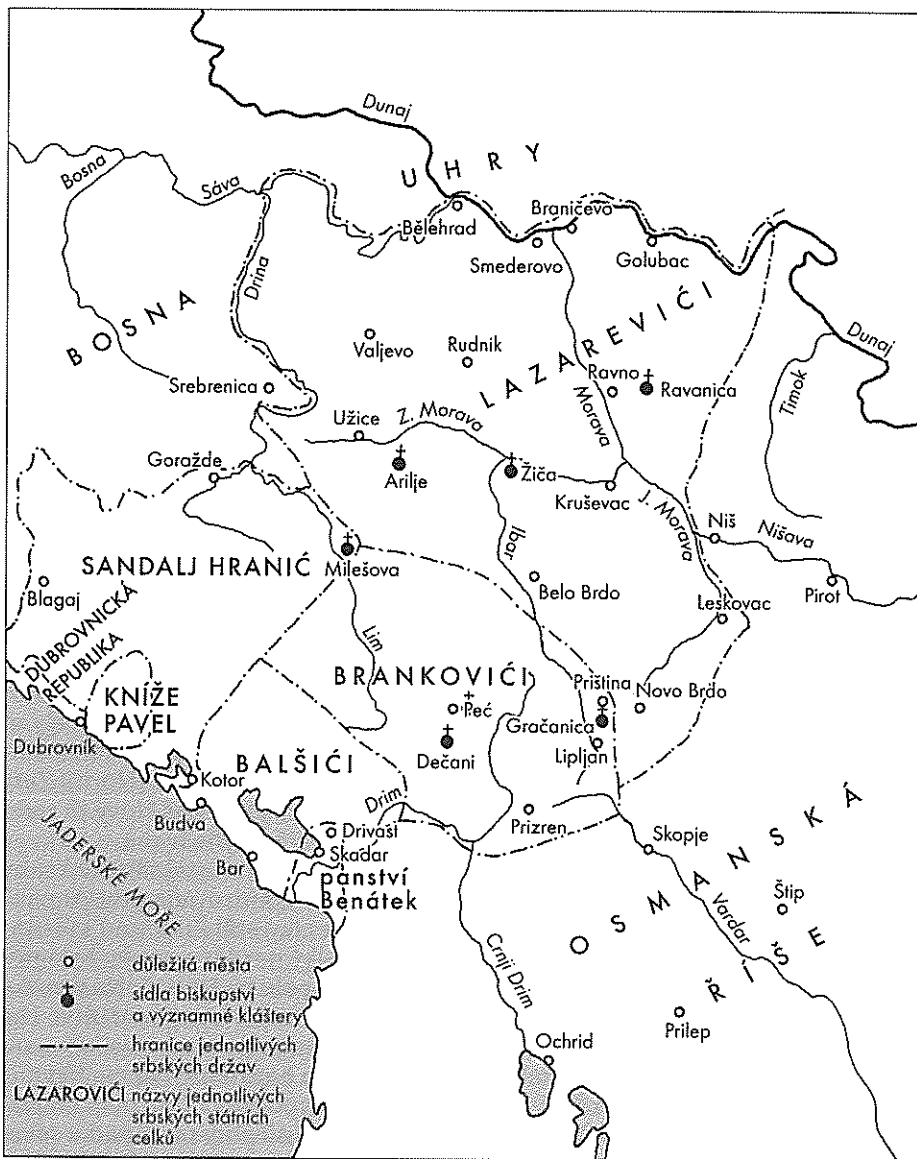 Dunaj
UHRY
Bosna
Sáva
Bělehrad
Braničevo
Smederovo
Golubac
Drina
BOSNA
LAZAREVIĆI
Dunaj
Valjevo
Rudnik
Ravno
Ravanica
Srebrenica
Timok
Užice
Z. Morava
Morava
Goražde
Arilje
Žiča
Kruševac
J. Morava
Niš
Nišava
Ibar
SANDALJ HRANIĆ
Milešova
Blagaj
Belo Brdo
Leskovac
Pirot
DUBROVNICKÁ
REPUBLIKA
Lim
BRANKOVIĆI
Priština
Novo Brdo
KNÍŽE
PAVEL
Peć
Gračanica
Dubrovník
Dečani
Lipljan
BALŠIĆI
Kotor
Drim
Budva
Drivast
Prizren
Skopje
Bar
Skadar
panství
Benátek
JADERSKÉ MOŘE
OSMANSKÁ
ŘÍŠE
Štip
Vardar
Crnji Drim
Prilep
Ochrid
důležitá města
sídla biskupství
a významné kláštery
hranice jednotlivých
srbských držav
LAZAROVIĆI názvy jednotlivých
srbských státních
celků